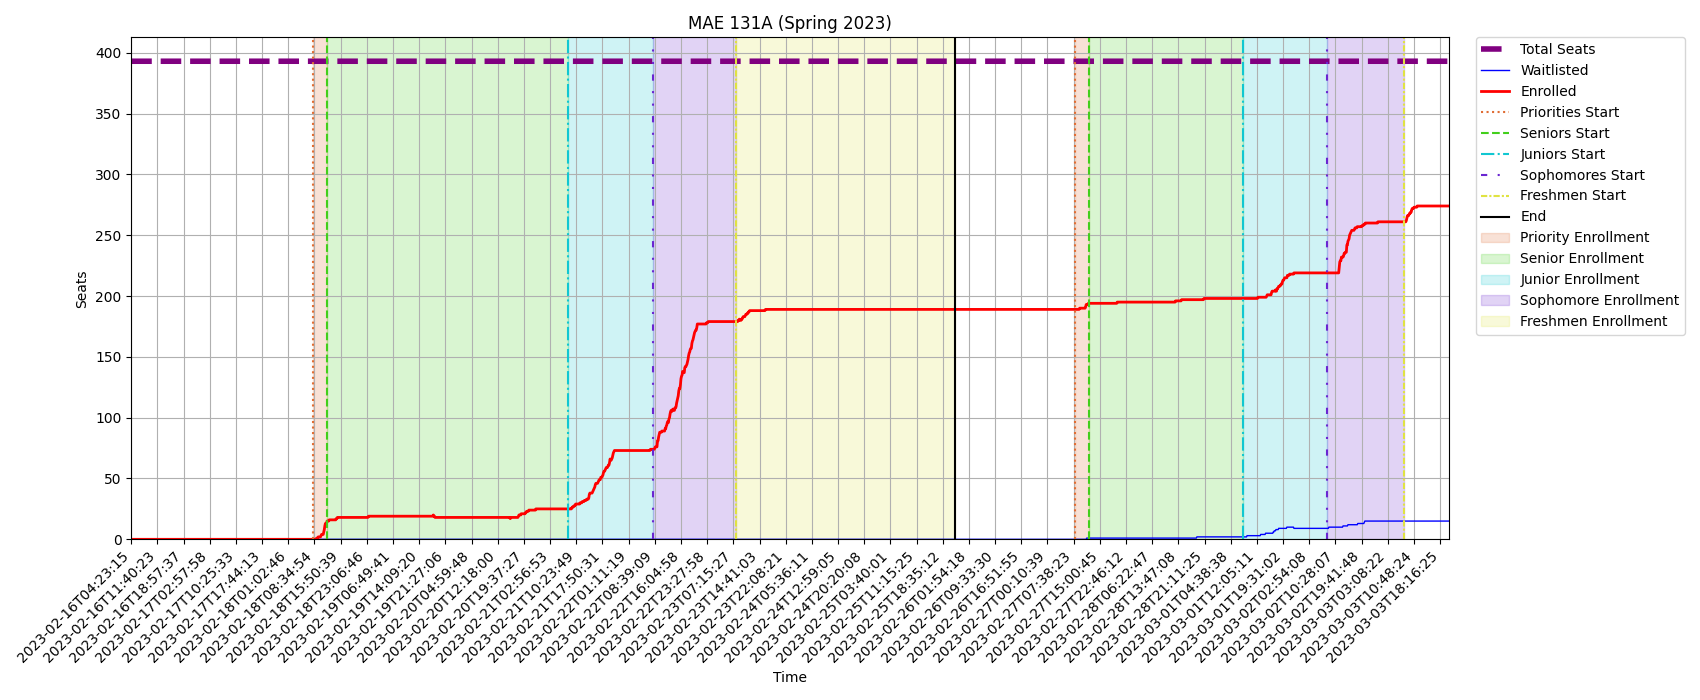 MAE 131A (Spring 2023)
400
350
300
250
200
150
100
50
0
Seats
2023-02-16T04:23:15
2023-02-16T11:40:23
2023-02-16T18:57:37
2023-02-17T02:57:58
2023-02-17T10:25:33
2023-02-17T17:44:13
2023-02-18T01:02:46
2023-02-18T08:34:54
2023-02-18T15:50:39
2023-02-18T23:06:46
2023-02-19T06:49:41
2023-02-19T14:09:20
2023-02-19T21:27:06
2023-02-20T04:59:48
2023-02-20T12:18:00
2023-02-20T19:37:27
2023-02-21T02:56:53
2023-02-21T10:23:49
2023-02-21T17:50:31
2023-02-22T01:11:19
2023-02-22T08:39:09
2023-02-22T16:04:58
2023-02-22T23:27:58
2023-02-23T07:15:27
2023-02-23T14:41:03
2023-02-23T22:08:21
2023-02-24T05:36:11
2023-02-24T12:59:05
2023-02-24T20:20:08
2023-02-25T03:40:01
2023-02-25T11:15:25
2023-02-25T18:35:12
2023-02-26T01:54:18
2023-02-26T09:33:30
2023-02-26T16:51:55
2023-02-27T00:10:39
2023-02-27T07:38:23
2023-02-27T15:00:45
2023-02-27T22:46:12
2023-02-28T06:22:47
2023-02-28T13:47:08
2023-02-28T21:11:25
2023-03-01T04:38:38
2023-03-01T12:05:11
2023-03-01T19:31:02
2023-03-02T02:54:08
2023-03-02T10:28:07
2023-03-02T19:41:48
2023-03-03T03:08:22
2023-03-03T10:48:24
2023-03-03T18:16:25
Time
Total Seats
Waitlisted
Enrolled
Priorities Start
Seniors Start
Juniors Start
Sophomores Start
Freshmen Start
End
Priority Enrollment
Senior Enrollment
Junior Enrollment
Sophomore Enrollment
Freshmen Enrollment